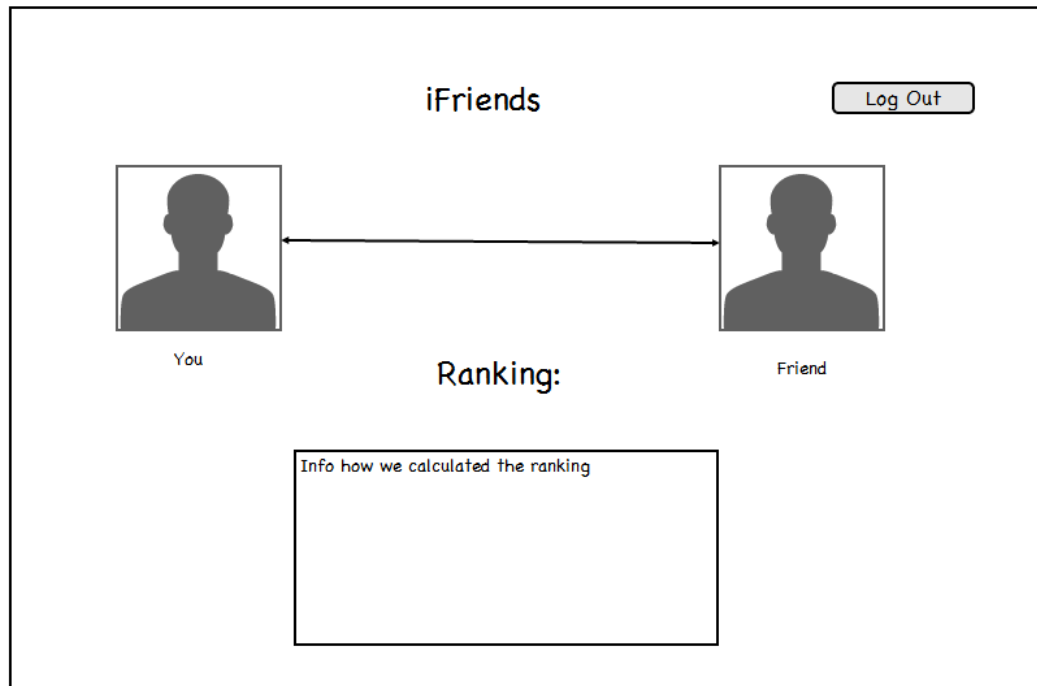 iFriends
Log Out
You
Friend
Ranking:
Info how we calculated the ranking